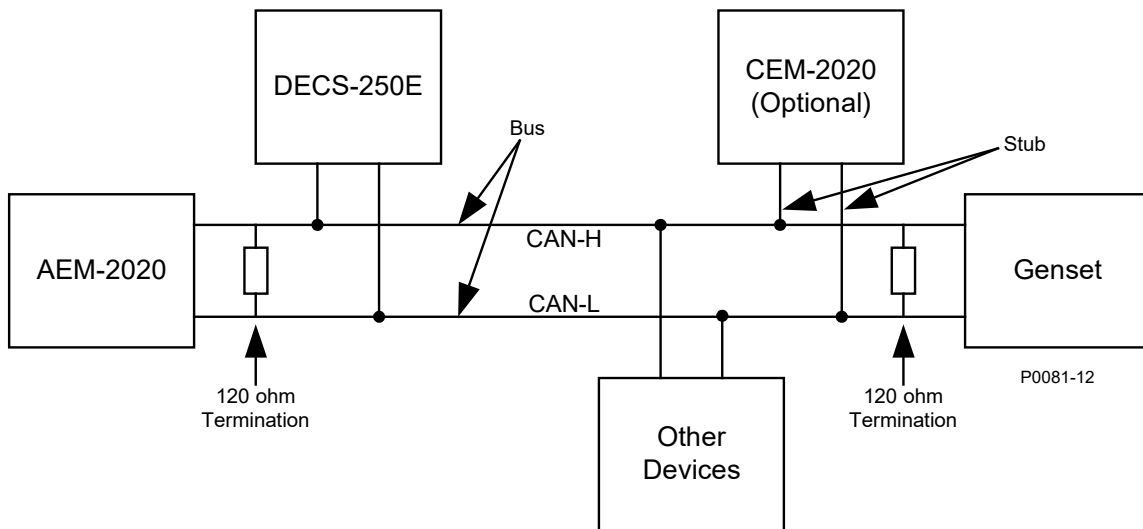 DECS-250E
CEM-2020
(Optional)
Bus
Stub
AEM-2020
CAN-H
Genset
CAN-L
P0081-12
120 ohm
Termination
120 ohm
Termination
Other
Devices